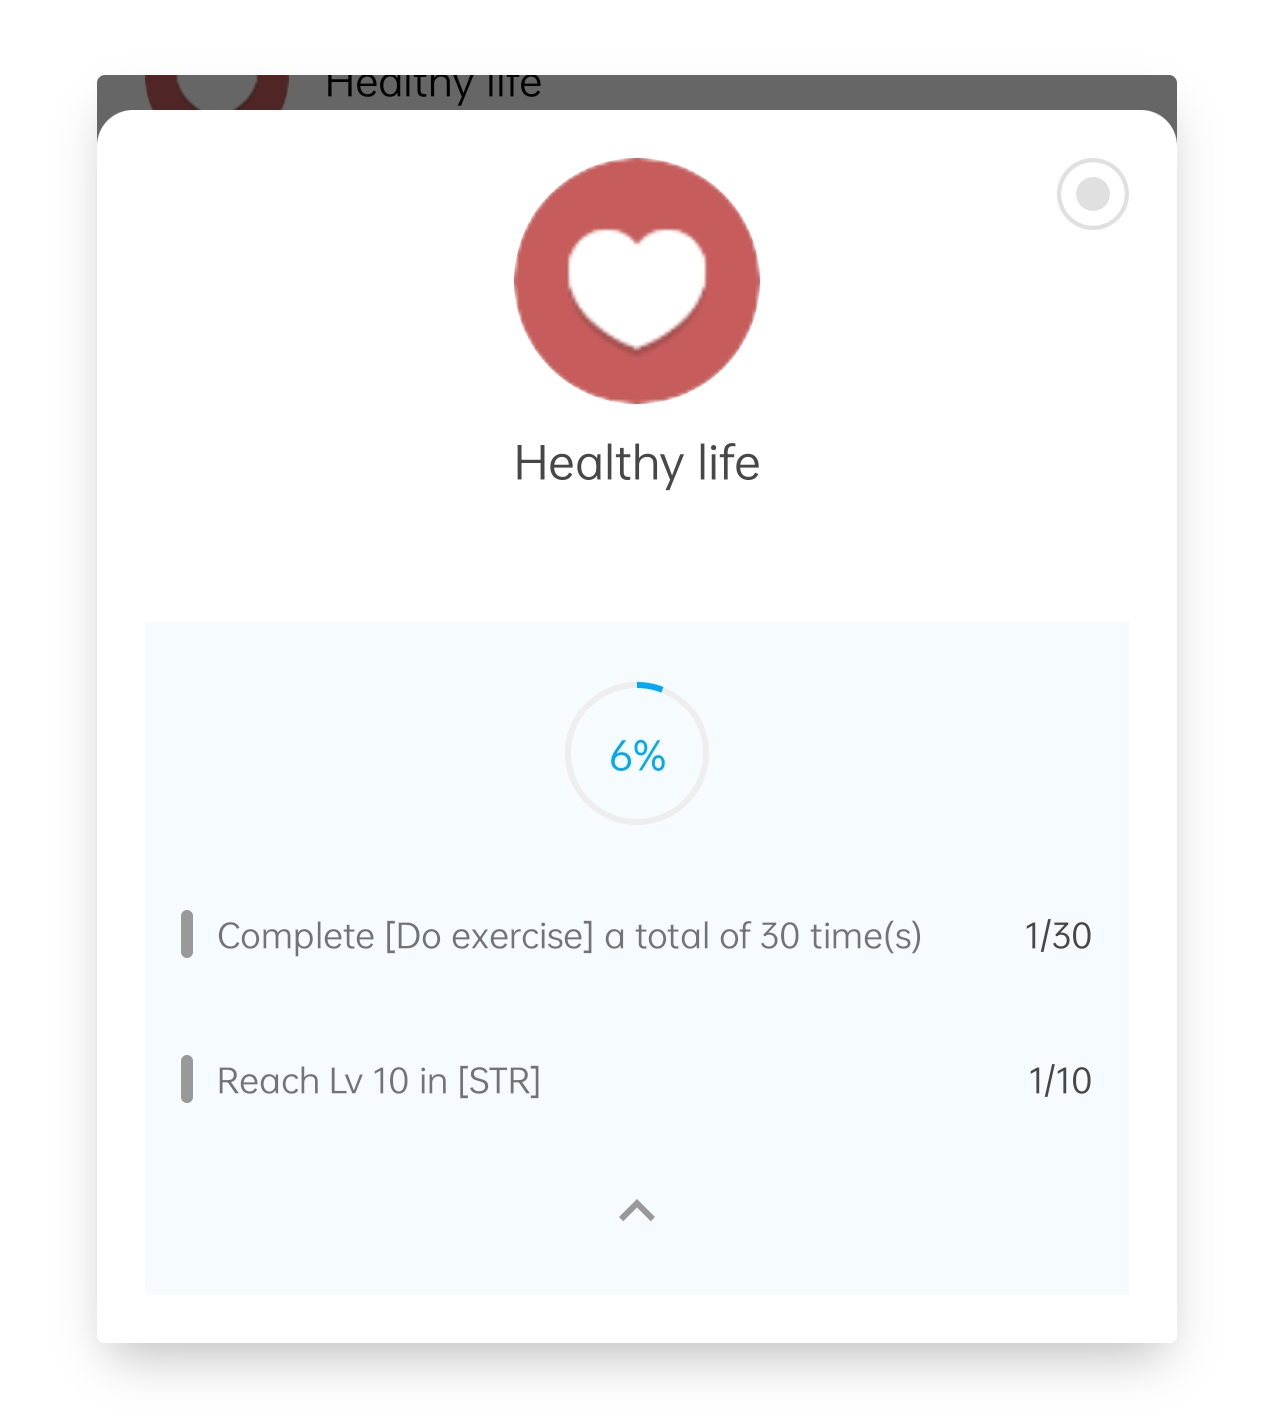 Healthy life
Healthy life
6%
Complete [Do exercise] a total of 30 time(s) 1/30
Reach Lv 10 in [STR] 1/10